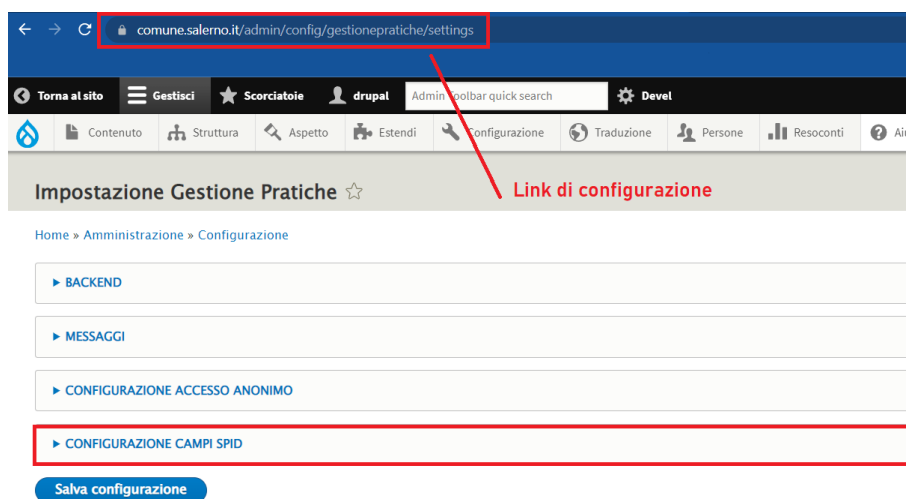 comune.salerno.it/admin/config/gestionepratiche/settings
Torna al sito Gestisci Scorciatoie drupal Admin Toolbar quick search Devel
Contenuto Struttura Aspetto Estendi Configurazione Traduzione Persone Resoconti
Impostazione Gestione Pratiche
Link di configurazione
Home » Amministrazione » Configurazione
BACKEND
MESSAGGI
CONFIGURAZIONE ACCESSO ANONIMO
CONFIGURAZIONE CAMPI SPID
Salva configurazione